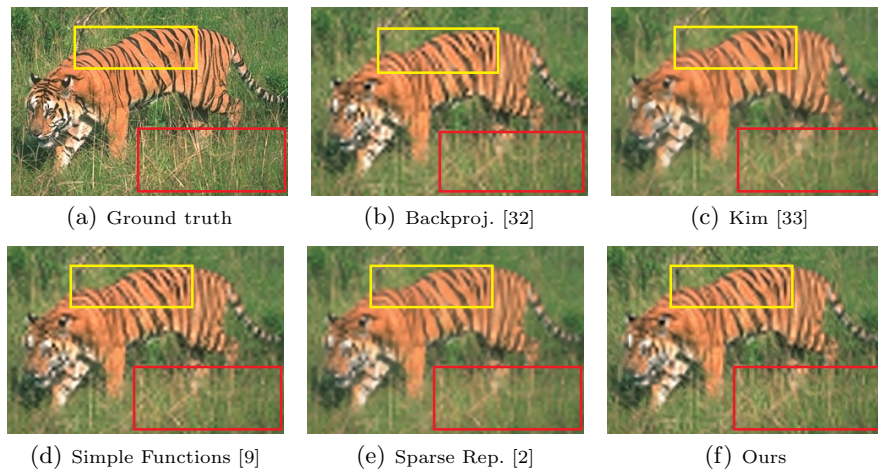 (a) Ground truth
(b) Backproj. [32]
(c) Kim [33]
(d) Simple Functions [9]
(e) Sparse Rep. [2]
(f) Ours